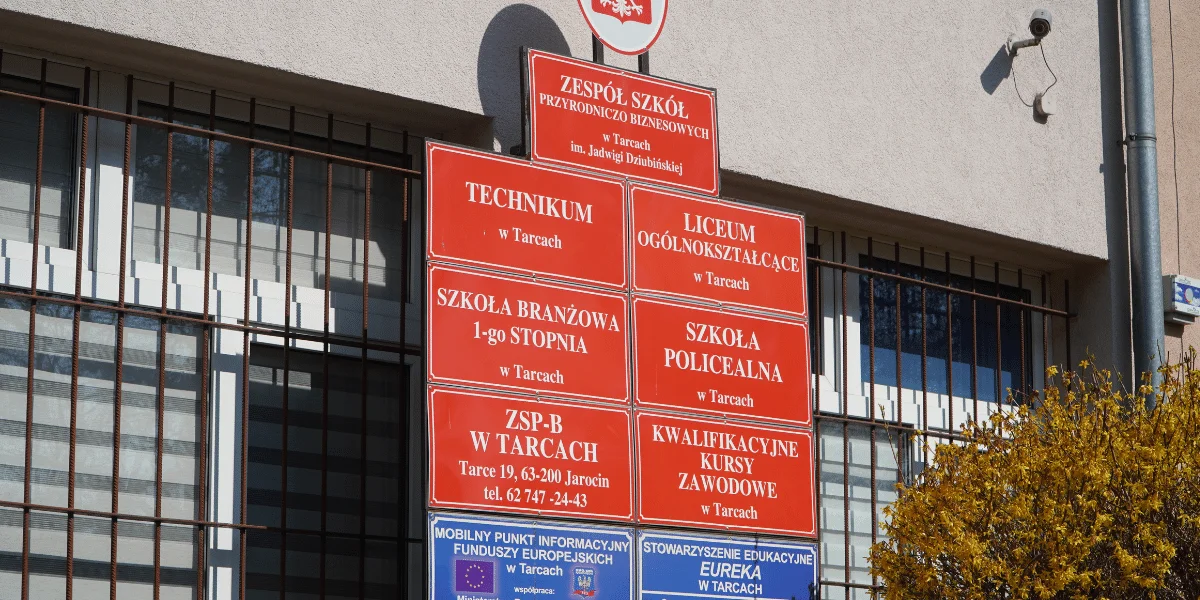 ZESPÓŁ SZKÓŁ
PRZYRODNICZO BIZNESOWYCH
w Tarcach
im. Jadwigi Dziubińskiej
TECHNIKUM
w Tarcach
LICEUM
OGÓLNOKSZTAŁCĄCE
w Tarcach
SZKOŁA BRANŻOWA
1-go STOPNIA
w Tarcach
SZKOŁA
POLICEALNA
w Tarcach
ZSP-B
W TARCACH
Tarce 19, 63-200 Jarocin
tel. 62 747 -24-43
KWALIFIKACYJNE
KURSY
ZAWODOWE
w Tarcach
MOBILNY PUNKT INFORMACYJNY
FUNDUSZY EUROPEJSKICH
w Tarcach
współpraca:
STOWARZYSZENIE EDUKACYJNE
EUREKA
W TARCACH